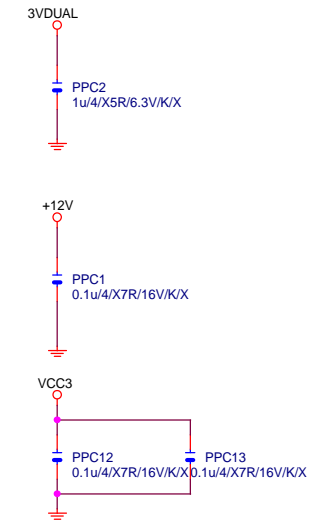 3VDUAL
PPC2
1u/4/X5R/6.3V/K/X
+12V
PPC1
0.1u/4/X7R/16V/K/X
VCC3
PPC12
PPC13
0.1u/4/X7R/16V/K/X
0.1u/4/X7R/16V/K/X